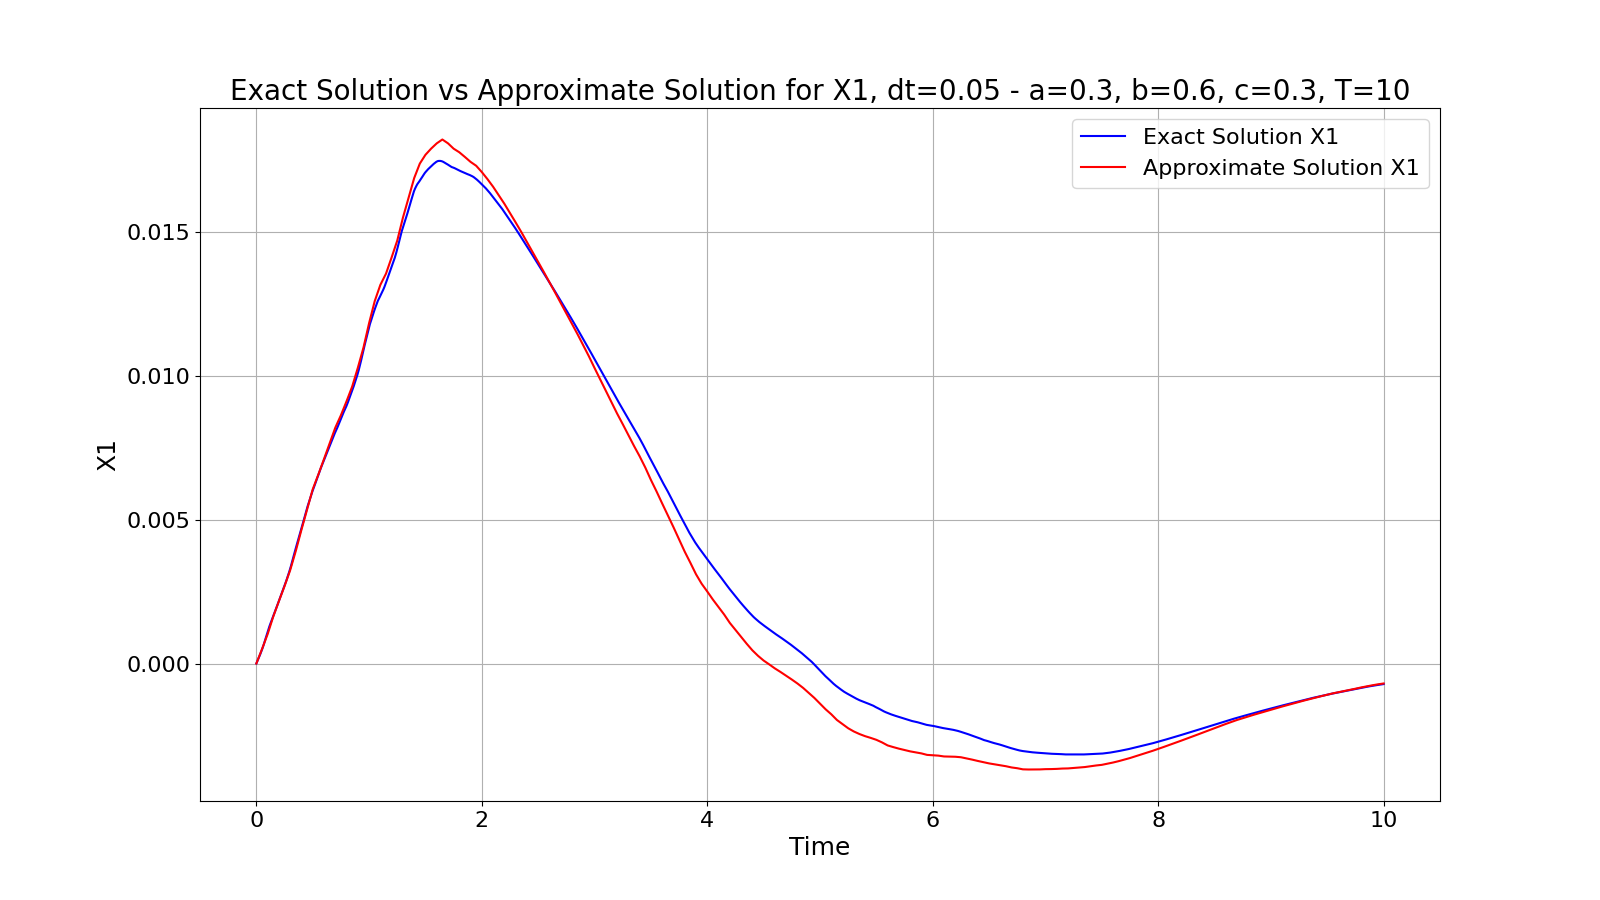 Exact Solution vs Approximate Solution for X1, dt=0.05 - a=0.3, b=0.6, c=0.3, T=10
Exact Solution X1
Approximate Solution X1
0.015
0.010
0.005
0.000
X1
0 2 4 6 8 10
Time